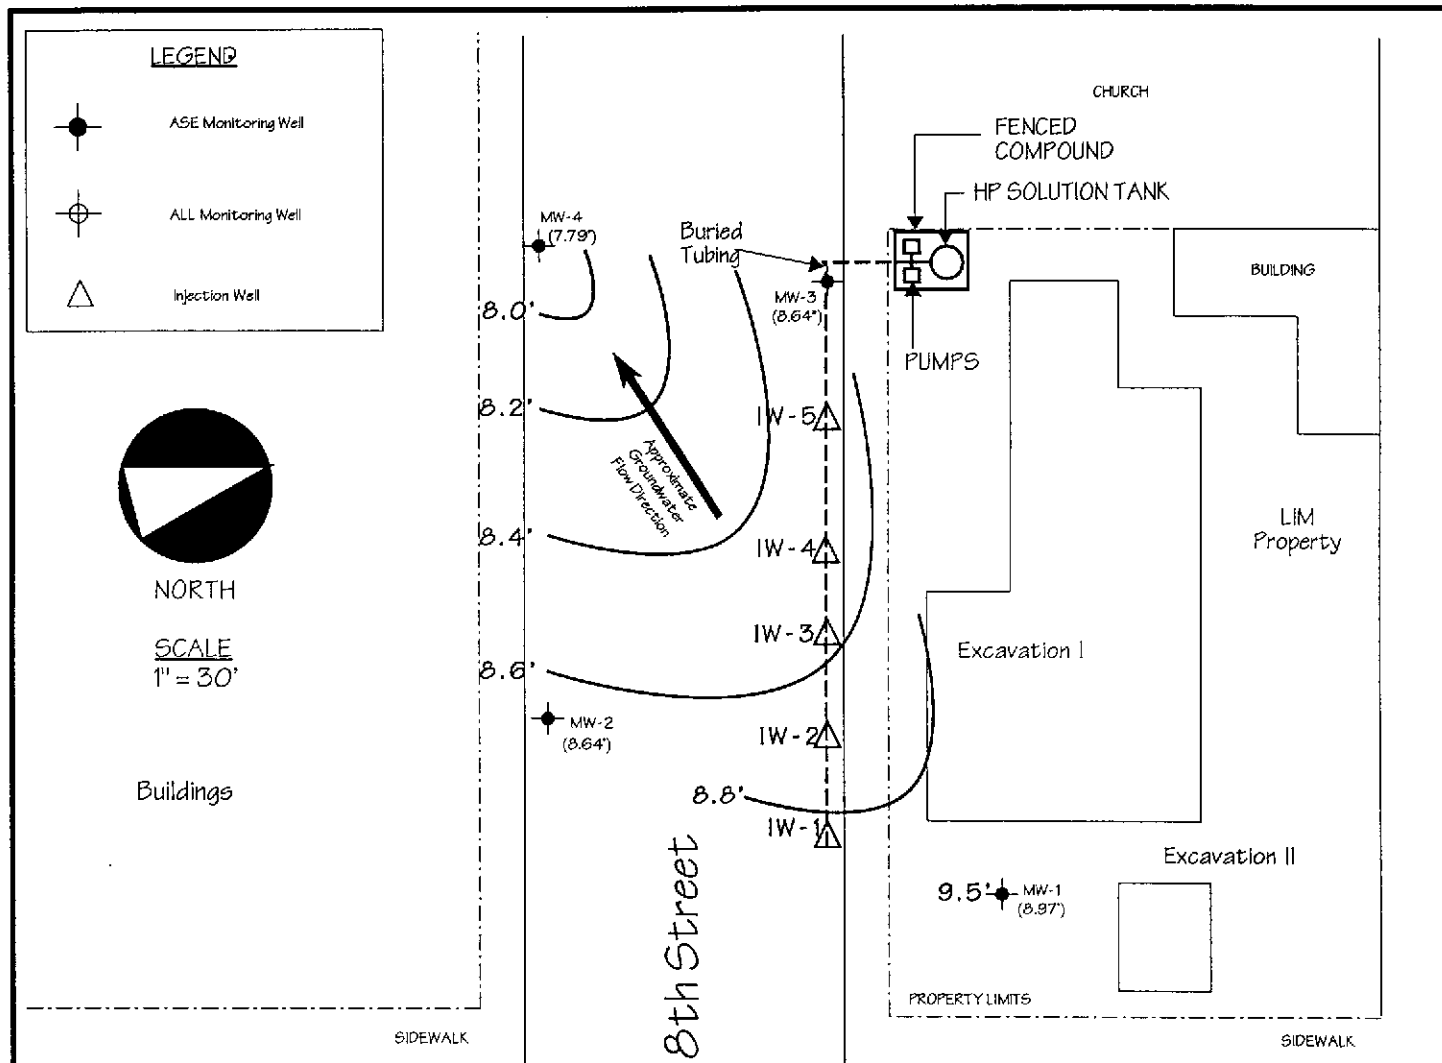 LEGEND
ASE Monitoring Well
ALL Monitoring Well
Injection Well
NORTH
SCALE
1" = 30'
Buildings
SIDEWALK
MW-4
(7.79')
8.0'
8.2'
8.4'
8.6'
8.8'
Approximate
Groundwater
Flow Direction
MW-2
(8.64')
8th Street
Buried
Tubing
MW-3
(8.64')
IW-5
IW-4
IW-3
IW-2
IW-1
CHURCH
FENCED
COMPOUND
HP SOLUTION TANK
PUMPS
BUILDING
LIM
Property
Excavation I
Excavation II
9.5'
MW-1
(8.97')
PROPERTY LIMITS
SIDEWALK